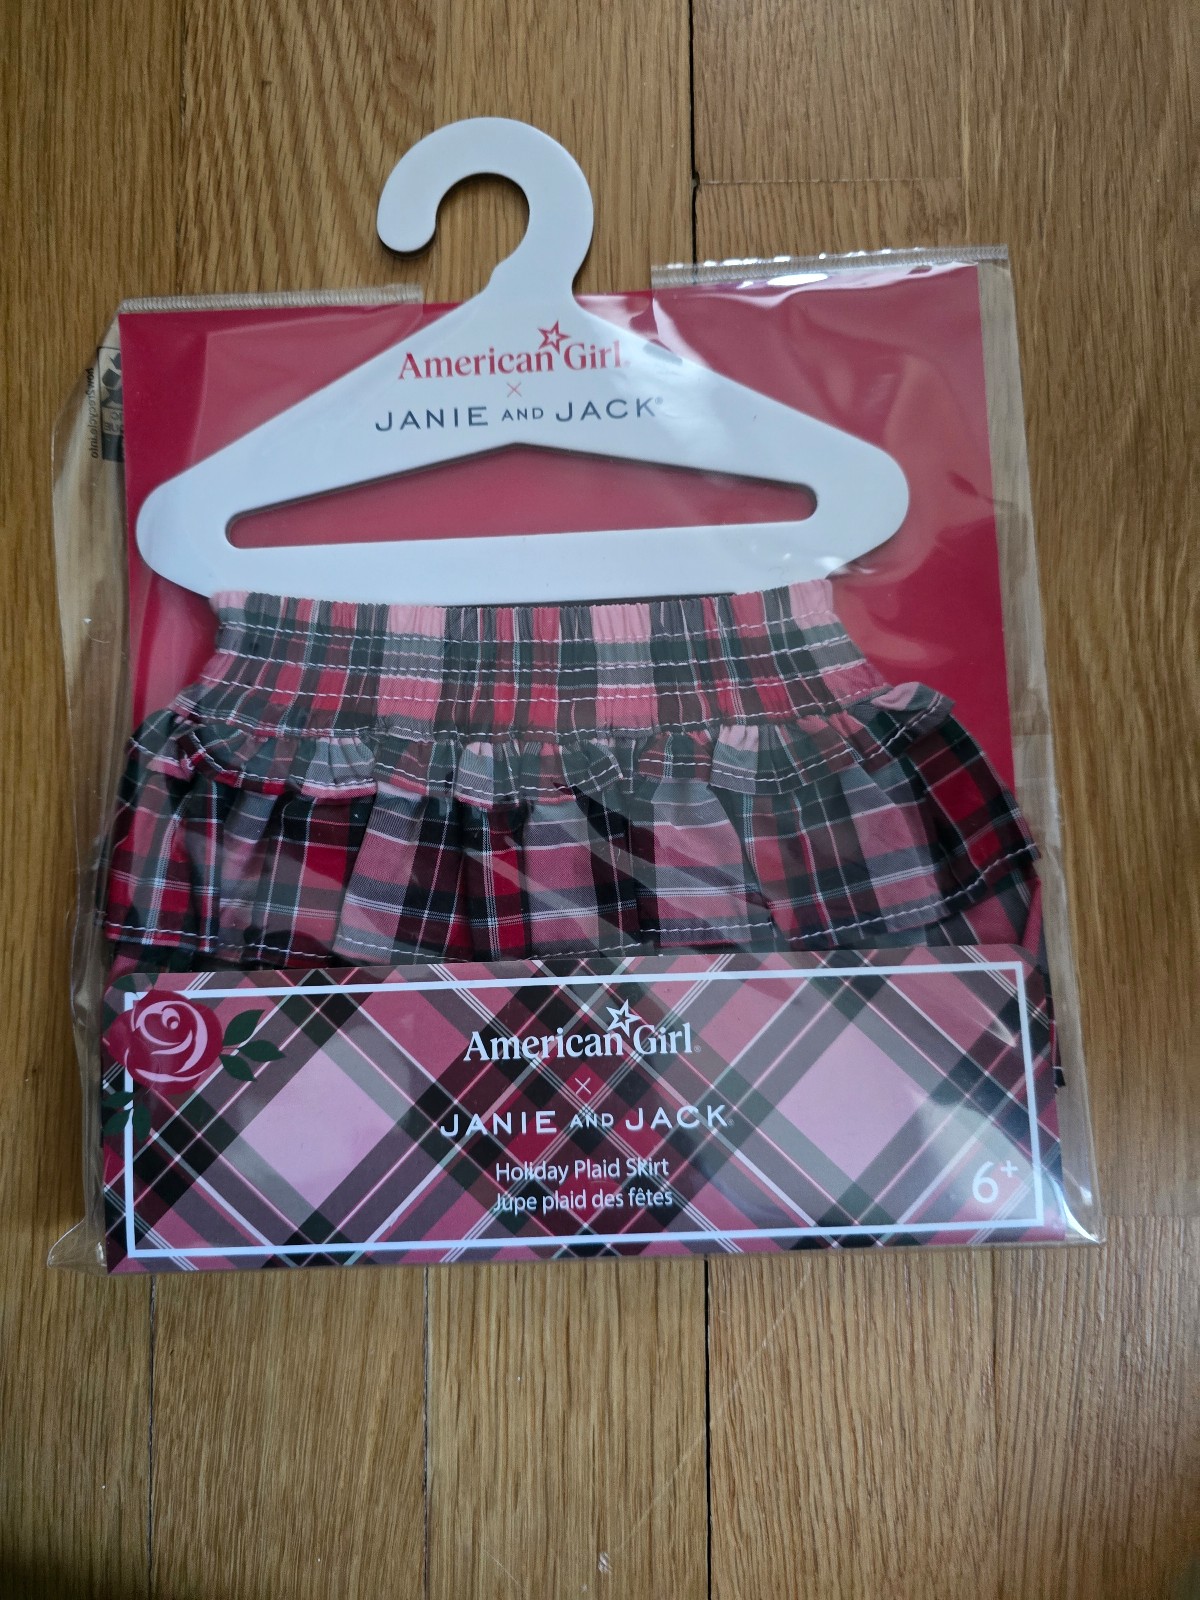 American Girl®
×
JANIE AND JACK®
American Girl®
×
JANIE AND JACK®
Holiday Plaid Skirt
Jupe plaid des fêtes
6+